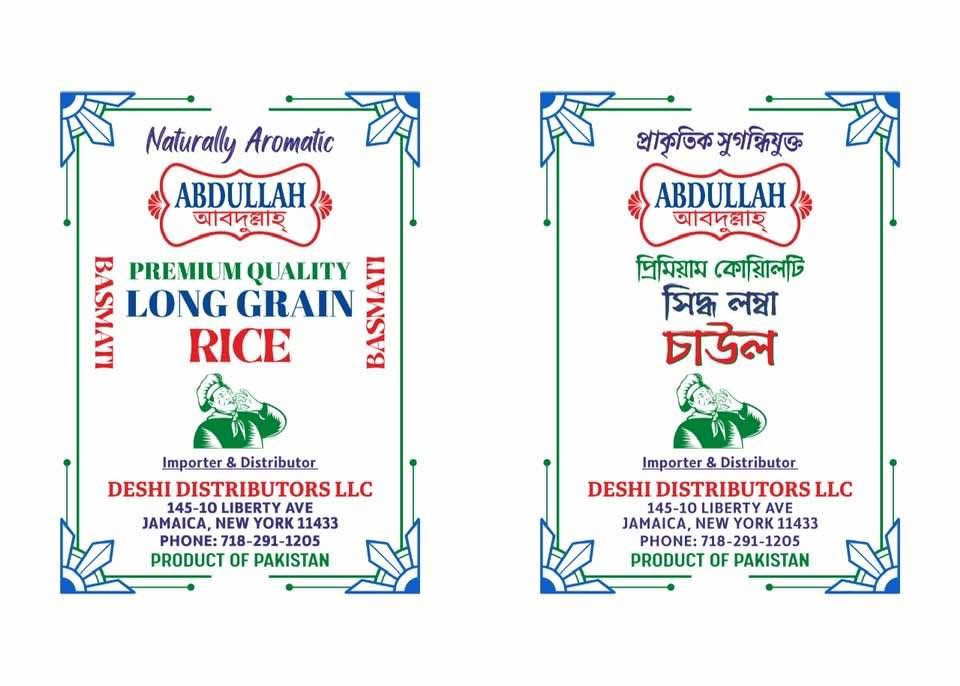 Naturally Aromatic
ABDULLAH
আবদুল্লাহ্
BASMATI
PREMIUM QUALITY
LONG GRAIN
RICE
BASMATI
Importer & Distributor
DESHI DISTRIBUTORS LLC
145-10 LIBERTY AVE
JAMAICA, NEW YORK 11433
PHONE: 718-291-1205
PRODUCT OF PAKISTAN
প্রাকৃতিক সুগন্ধিযুক্ত
ABDULLAH
আবদুল্লাহ্
প্রিমিয়াম কোয়ািলটি
সিদ্ধ লম্বা
চাউল
Importer & Distributor
DESHI DISTRIBUTORS LLC
145-10 LIBERTY AVE
JAMAICA, NEW YORK 11433
PHONE: 718-291-1205
PRODUCT OF PAKISTAN